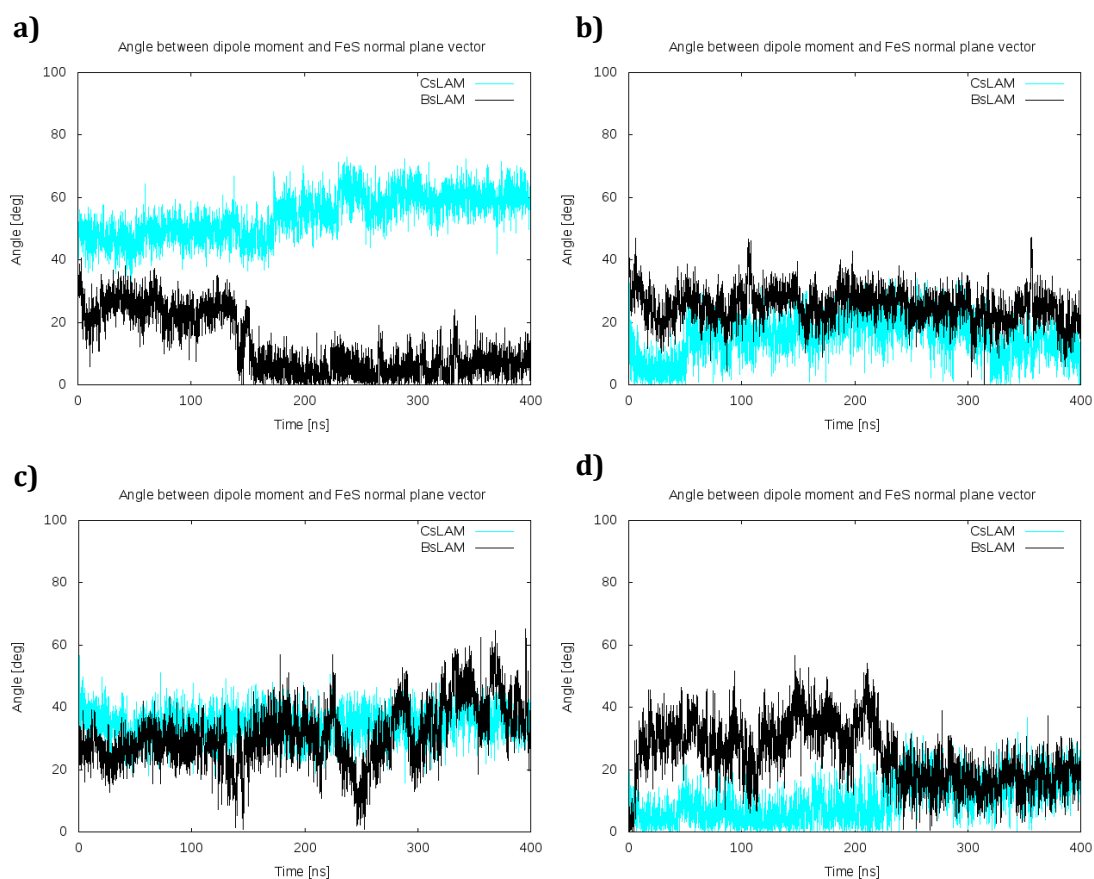 a)
Angle between dipole moment and FeS normal plane vector
CsLAM
BsLAM
Angle [deg]
100
80
60
40
20
0
0 100 200 300 400
Time [ns]
b)
Angle between dipole moment and FeS normal plane vector
CsLAM
BsLAM
Angle [deg]
100
80
60
40
20
0
0 100 200 300 400
Time [ns]
c)
Angle between dipole moment and FeS normal plane vector
CsLAM
BsLAM
Angle [deg]
100
80
60
40
20
0
0 100 200 300 400
Time [ns]
d)
Angle between dipole moment and FeS normal plane vector
CsLAM
BsLAM
Angle [deg]
100
80
60
40
20
0
0 100 200 300 400
Time [ns]